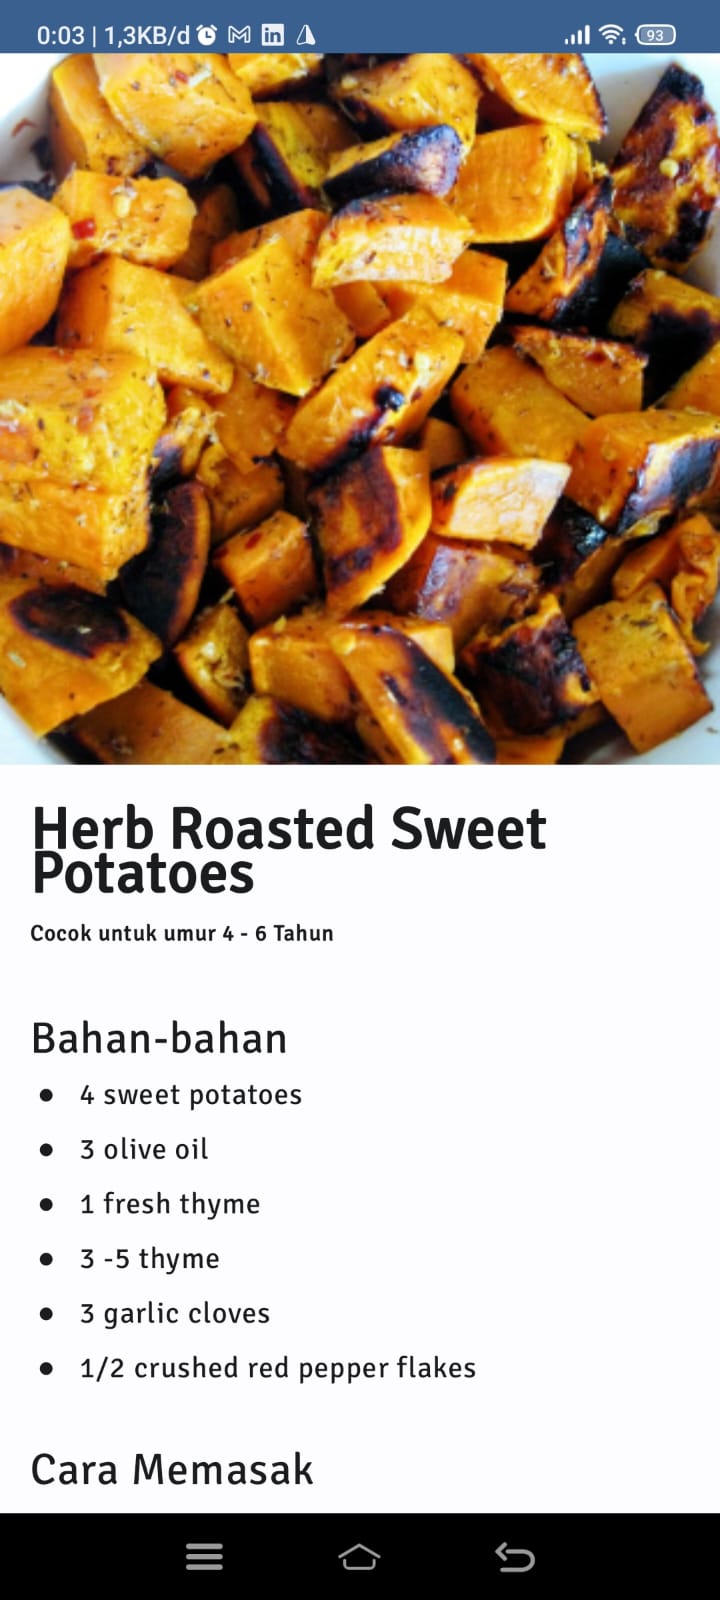 0:03 | 1,3KB/d
93
Herb Roasted Sweet
Potatoes
Cocok untuk umur 4 - 6 Tahun
Bahan-bahan
4 sweet potatoes
3 olive oil
1 fresh thyme
3 -5 thyme
3 garlic cloves
1/2 crushed red pepper flakes
Cara Memasak